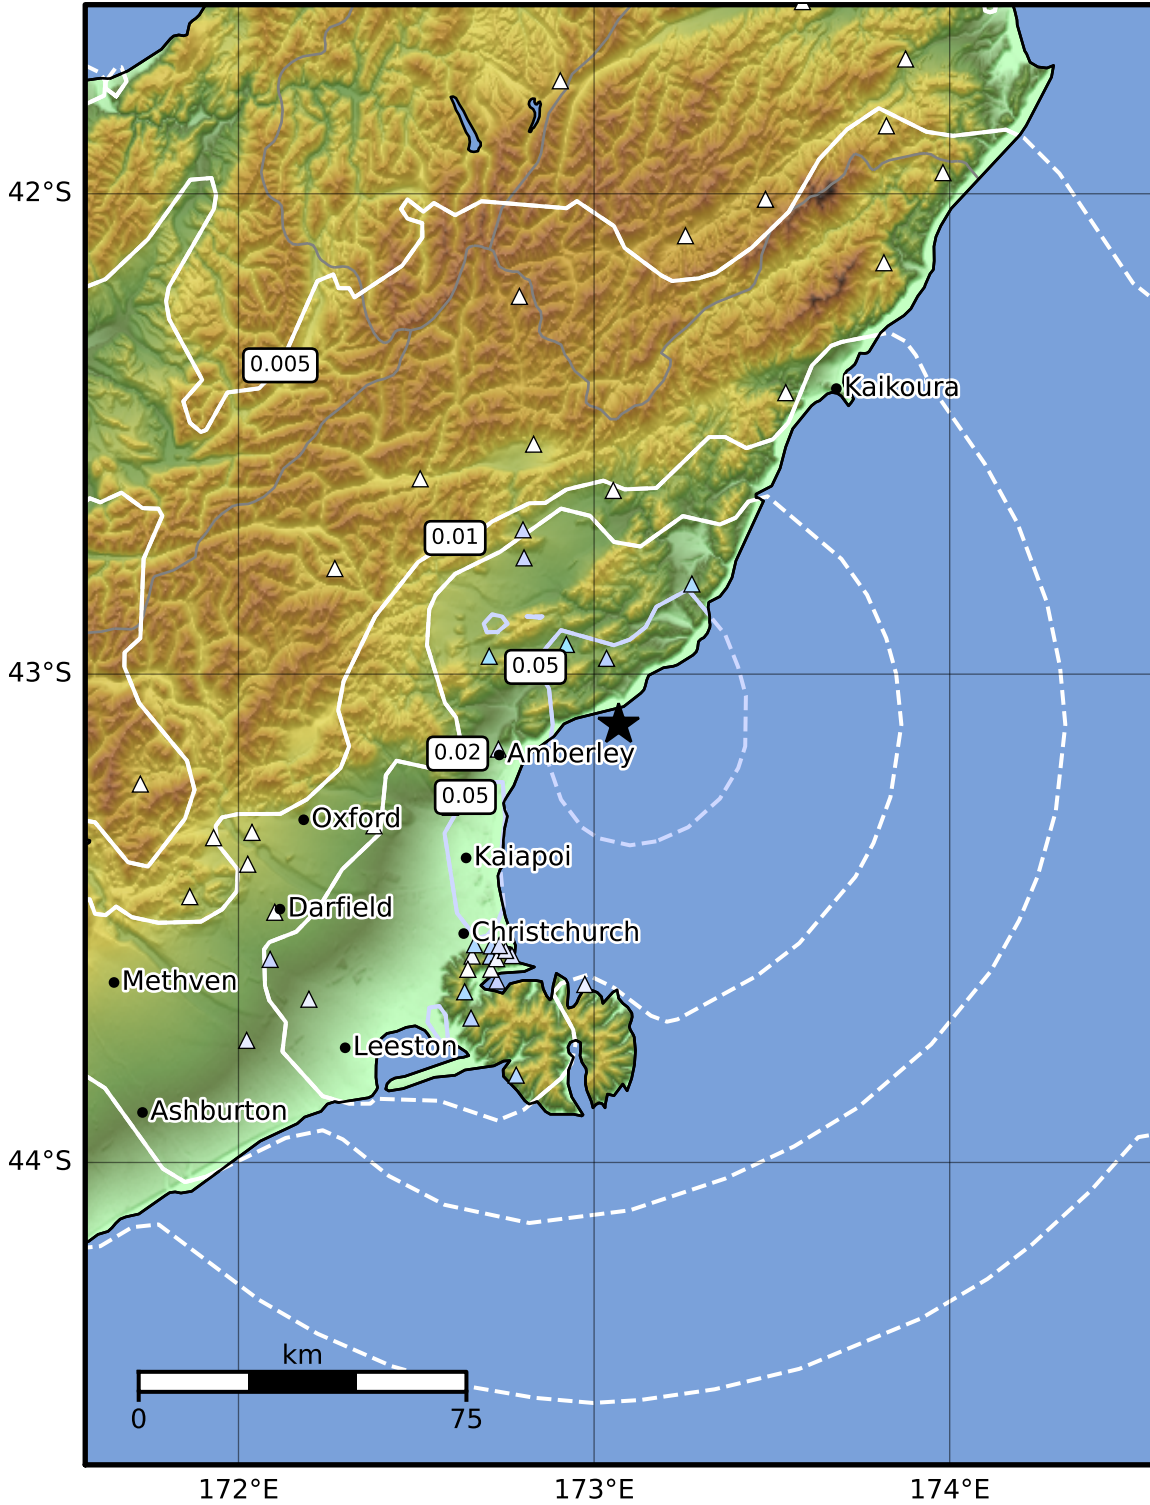 42°S
0.005
Kaikoura
0.01
43°S
0.05
0.02
Amberley
0.05
Oxford
Kaiapoi
Darfield
Christchurch
Methven
Leeston
Ashburton
44°S
km
0 75
172°E 173°E 174°E